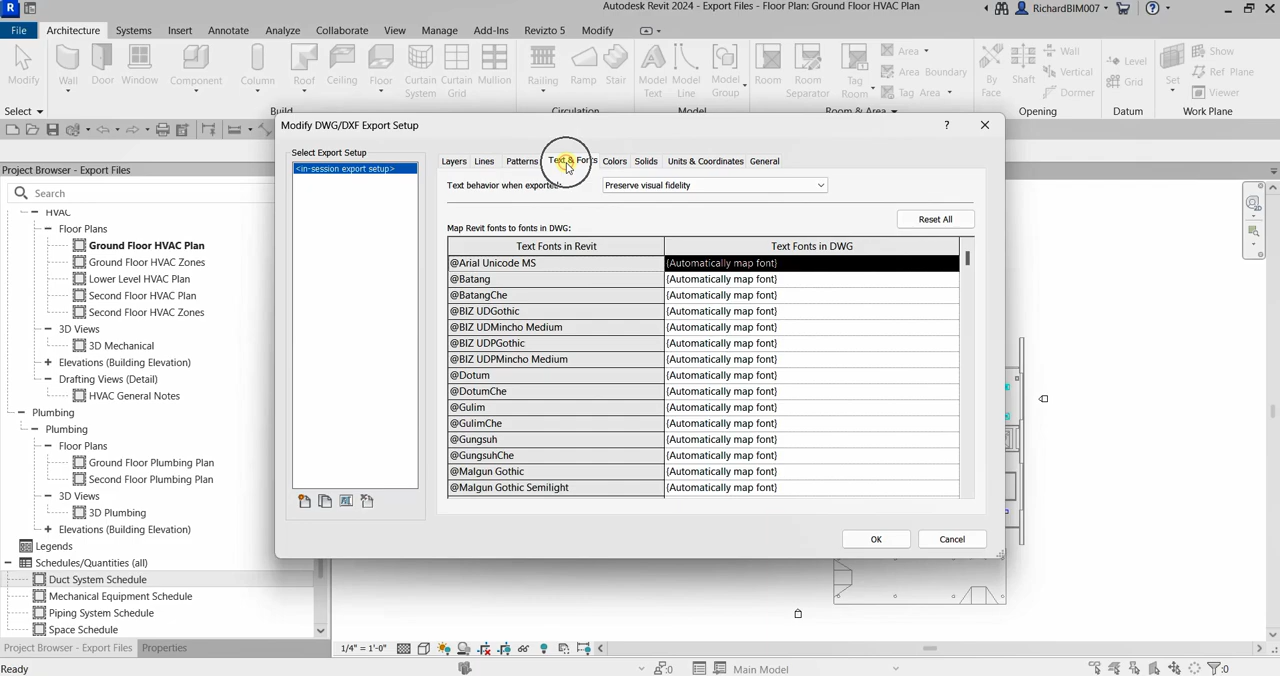 Autodesk Revit 2024 - Export Files - Floor Plan: Ground Floor HVAC Plan
RichardBIM007
File Architecture Systems Insert Annotate Analyze Collaborate View Manage Add-Ins Revizto 5 Modify
Modify Wall Door Window Component Column Roof Ceiling Floor Curtain System Curtain Grid Mullion Railing Ramp Stair Model Text Model Line Model Group Room Room Separator Tag Room Area Area Boundary Tag Area By Face Shaft Wall Vertical Dormer Level Grid Set Show Ref Plane Viewer
Select Build Circulation Model Room & Area Opening Datum Work Plane
Project Browser - Export Files
Search
HVAC
Floor Plans
Ground Floor HVAC Plan
Ground Floor HVAC Zones
Lower Level HVAC Plan
Second Floor HVAC Plan
Second Floor HVAC Zones
3D Views
3D Mechanical
Elevations (Building Elevation)
Drafting Views (Detail)
HVAC General Notes
Plumbing
Plumbing
Floor Plans
Ground Floor Plumbing Plan
Second Floor Plumbing Plan
3D Views
3D Plumbing
Elevations (Building Elevation)
Legends
Schedules/Quantities (all)
Duct System Schedule
Mechanical Equipment Schedule
Piping System Schedule
Space Schedule
Project Browser - Export Files Properties
Ready
Modify DWG/DXF Export Setup
Select Export Setup
<in-session export setup>
Layers Lines Patterns Text & Fonts Colors Solids Units & Coordinates General
Text behavior when exported: Preserve visual fidelity
Reset All
Map Revit fonts to fonts in DWG:
Text Fonts in Revit Text Fonts in DWG
@Arial Unicode MS {Automatically map font}
@Batang {Automatically map font}
@BatangChe {Automatically map font}
@BIZ UDGothic {Automatically map font}
@BIZ UDMincho Medium {Automatically map font}
@BIZ UDPGothic {Automatically map font}
@BIZ UDPMincho Medium {Automatically map font}
@Dotum {Automatically map font}
@DotumChe {Automatically map font}
@Gulim {Automatically map font}
@GulimChe {Automatically map font}
@Gungsuh {Automatically map font}
@GungsuhChe {Automatically map font}
@Malgun Gothic {Automatically map font}
@Malgun Gothic Semilight {Automatically map font}
OK Cancel
1/4" = 1'-0"
:0 Main Model :0